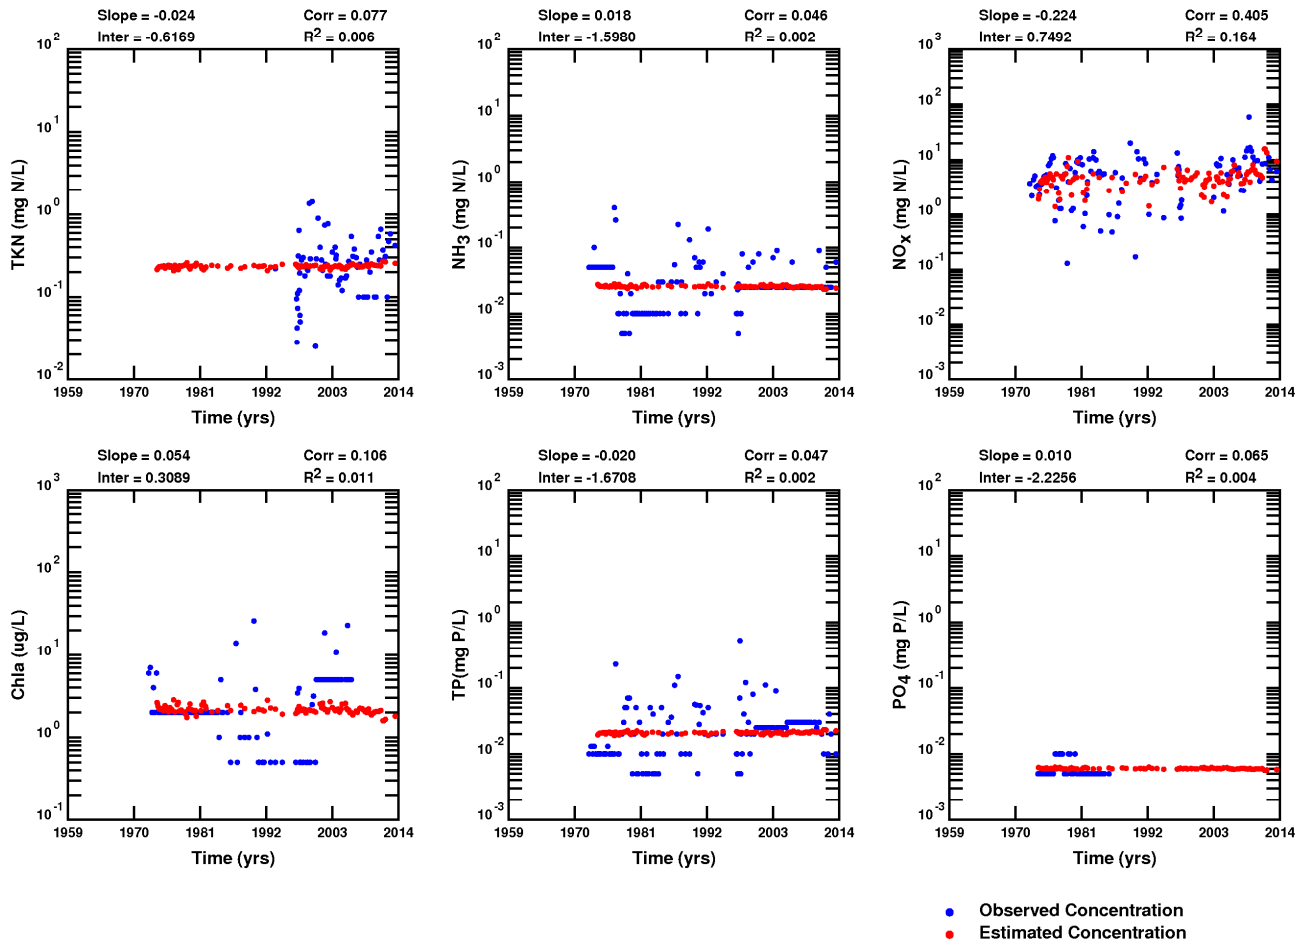 Slope = -0.024 Corr = 0.077
Inter = -0.6169 R2 = 0.006
10^2
10^1
10^0
10^-1
10^-2
TKN (mg N/L)
1959 1970 1981 1992 2003 2014
Time (yrs)
Slope = 0.018 Corr = 0.046
Inter = -1.5980 R2 = 0.002
10^2
10^1
10^0
10^-1
10^-2
10^-3
NH3 (mg N/L)
1959 1970 1981 1992 2003 2014
Time (yrs)
Slope = -0.224 Corr = 0.405
Inter = 0.7492 R2 = 0.164
10^3
10^2
10^1
10^0
10^-1
10^-2
10^-3
NOx (mg N/L)
1959 1970 1981 1992 2003 2014
Time (yrs)
Slope = 0.054 Corr = 0.106
Inter = 0.3089 R2 = 0.011
10^3
10^2
10^1
10^0
10^-1
Chla (ug/L)
1959 1970 1981 1992 2003 2014
Time (yrs)
Slope = -0.020 Corr = 0.047
Inter = -1.6708 R2 = 0.002
10^2
10^1
10^0
10^-1
10^-2
10^-3
TP(mg P/L)
1959 1970 1981 1992 2003 2014
Time (yrs)
Slope = 0.010 Corr = 0.065
Inter = -2.2256 R2 = 0.004
10^2
10^1
10^0
10^-1
10^-2
10^-3
PO4 (mg P/L)
1959 1970 1981 1992 2003 2014
Time (yrs)
Observed Concentration
Estimated Concentration